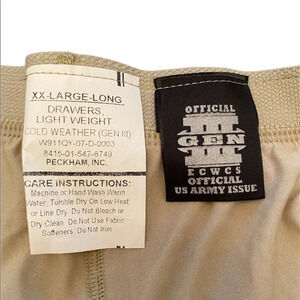 XX-LARGE-LONG
DRAWERS,
LIGHT WEIGHT
COLD WEATHER (GEN III)
W911QY-07-D-0003
8415-01-547-8749
PECKHAM, INC.
CARE INSTRUCTIONS:
Machine or Hand Wash Warm
Water, Tumble Dry On Low Heat
or Line Dry. Do Not Bleach or
Dry Clean. Do Not Use Fabric
Softeners. Do Not Iron
OFFICIAL
III
GEN
III
ECWCS
OFFICIAL
US ARMY ISSUE